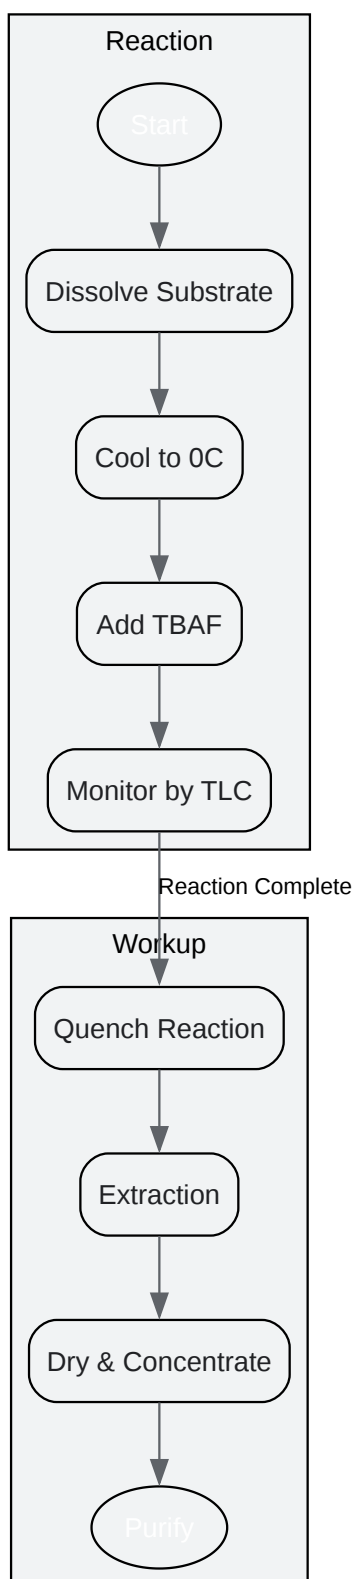 Reaction
Start
Dissolve Substrate
Cool to 0C
Add TBAF
Monitor by TLC
Reaction Complete
Workup
Quench Reaction
Extraction
Dry & Concentrate
Purify